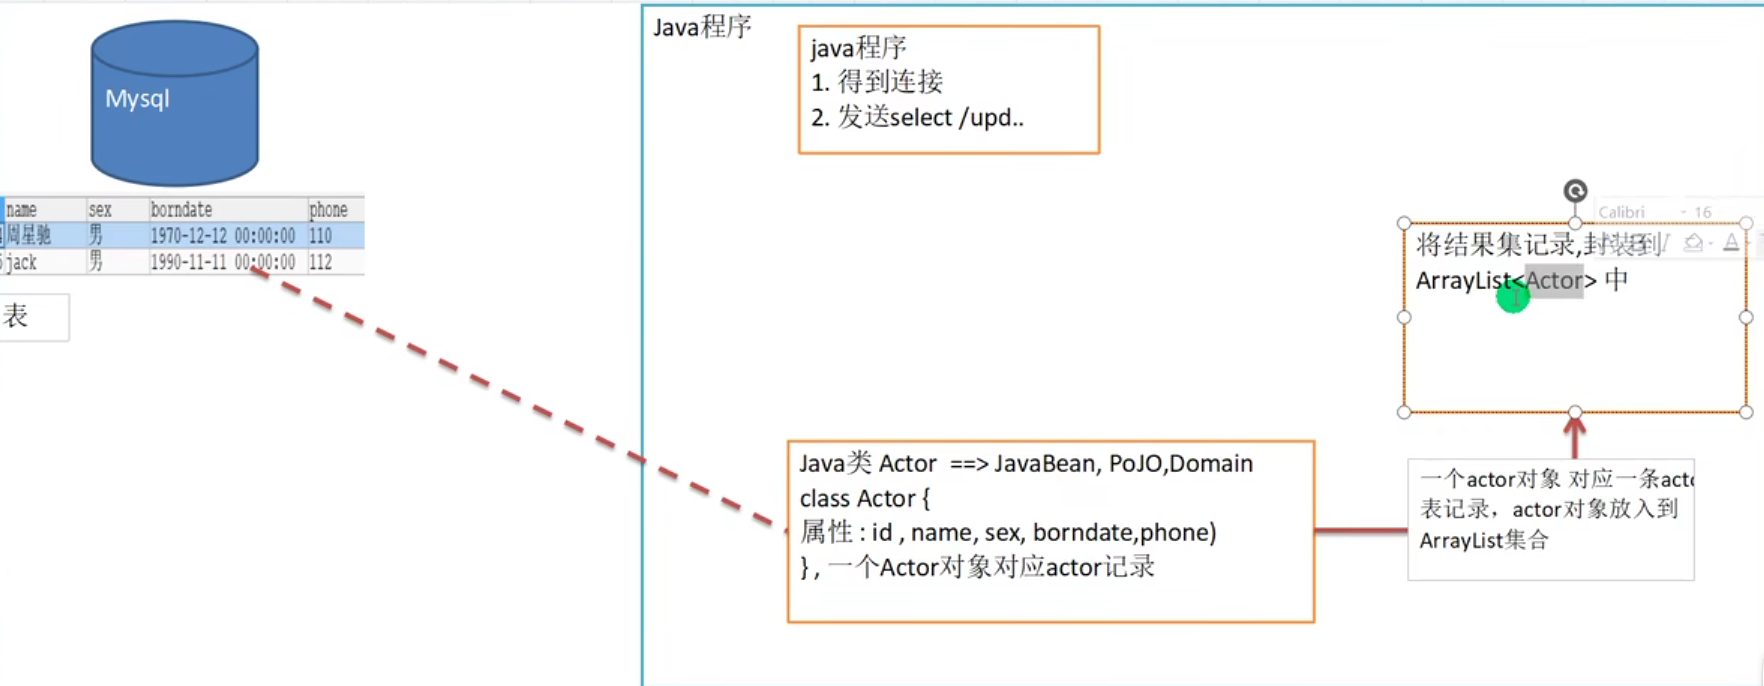 Java程序
java程序
1. 得到连接
2. 发送select /upd..
Mysql
name sex borndate phone
周星驰 男 1970-12-12 00:00:00 110
jack 男 1990-11-11 00:00:00 112
表
Calibri 16
将结果集记录,封装到
ArrayList<Actor> 中
Java类 Actor ==> JavaBean, PoJO,Domain
class Actor {
属性 : id , name, sex, borndate,phone)
} , 一个Actor对象对应actor记录
一个actor对象 对应一条acto
表记录，actor对象放入到
ArrayList集合